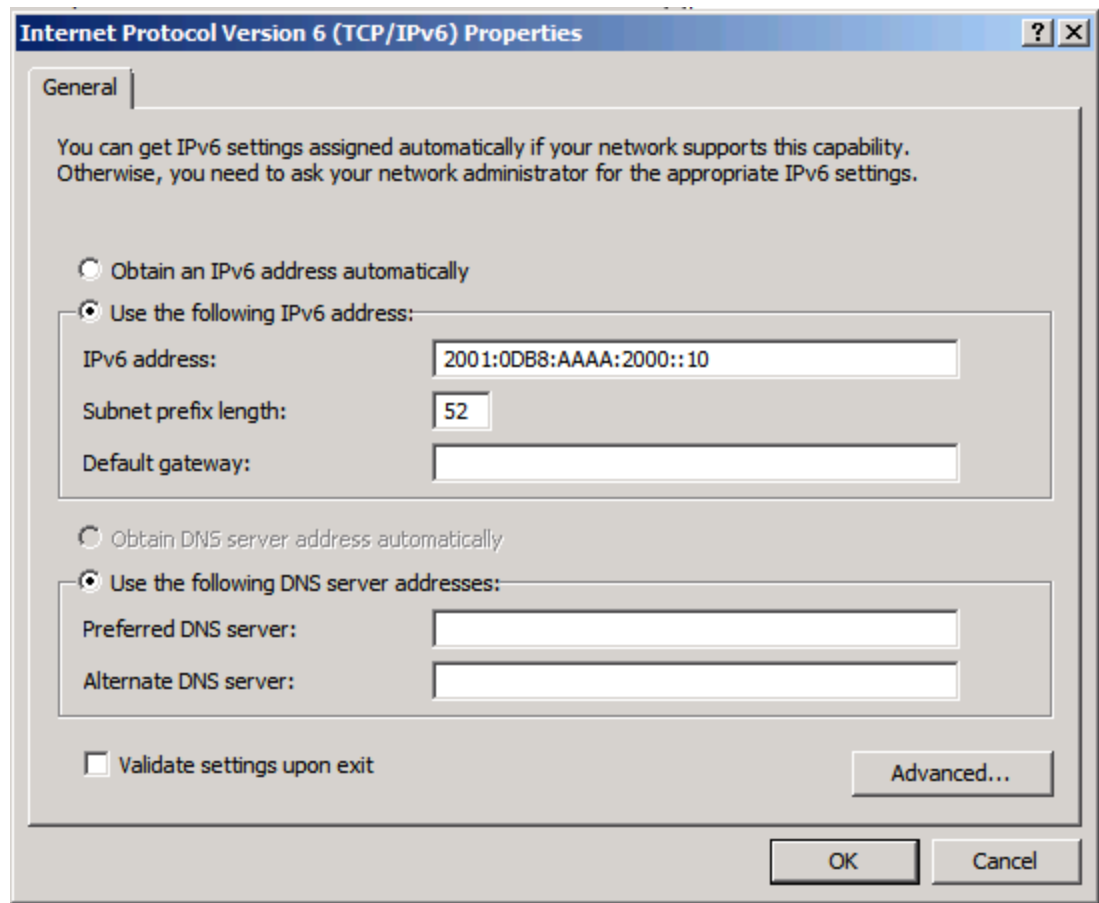 Internet Protocol Version 6 (TCP/IPv6) Properties
?
General
You can get IPv6 settings assigned automatically if your network supports this capability.
Otherwise, you need to ask your network administrator for the appropriate IPv6 settings.
Obtain an IPv6 address automatically
Use the following IPv6 address:
IPv6 address: 2001:0DB8:AAAA:2000::10
Subnet prefix length: 52
Default gateway:
Obtain DNS server address automatically
Use the following DNS server addresses:
Preferred DNS server:
Alternate DNS server:
Validate settings upon exit
Advanced...
OK Cancel